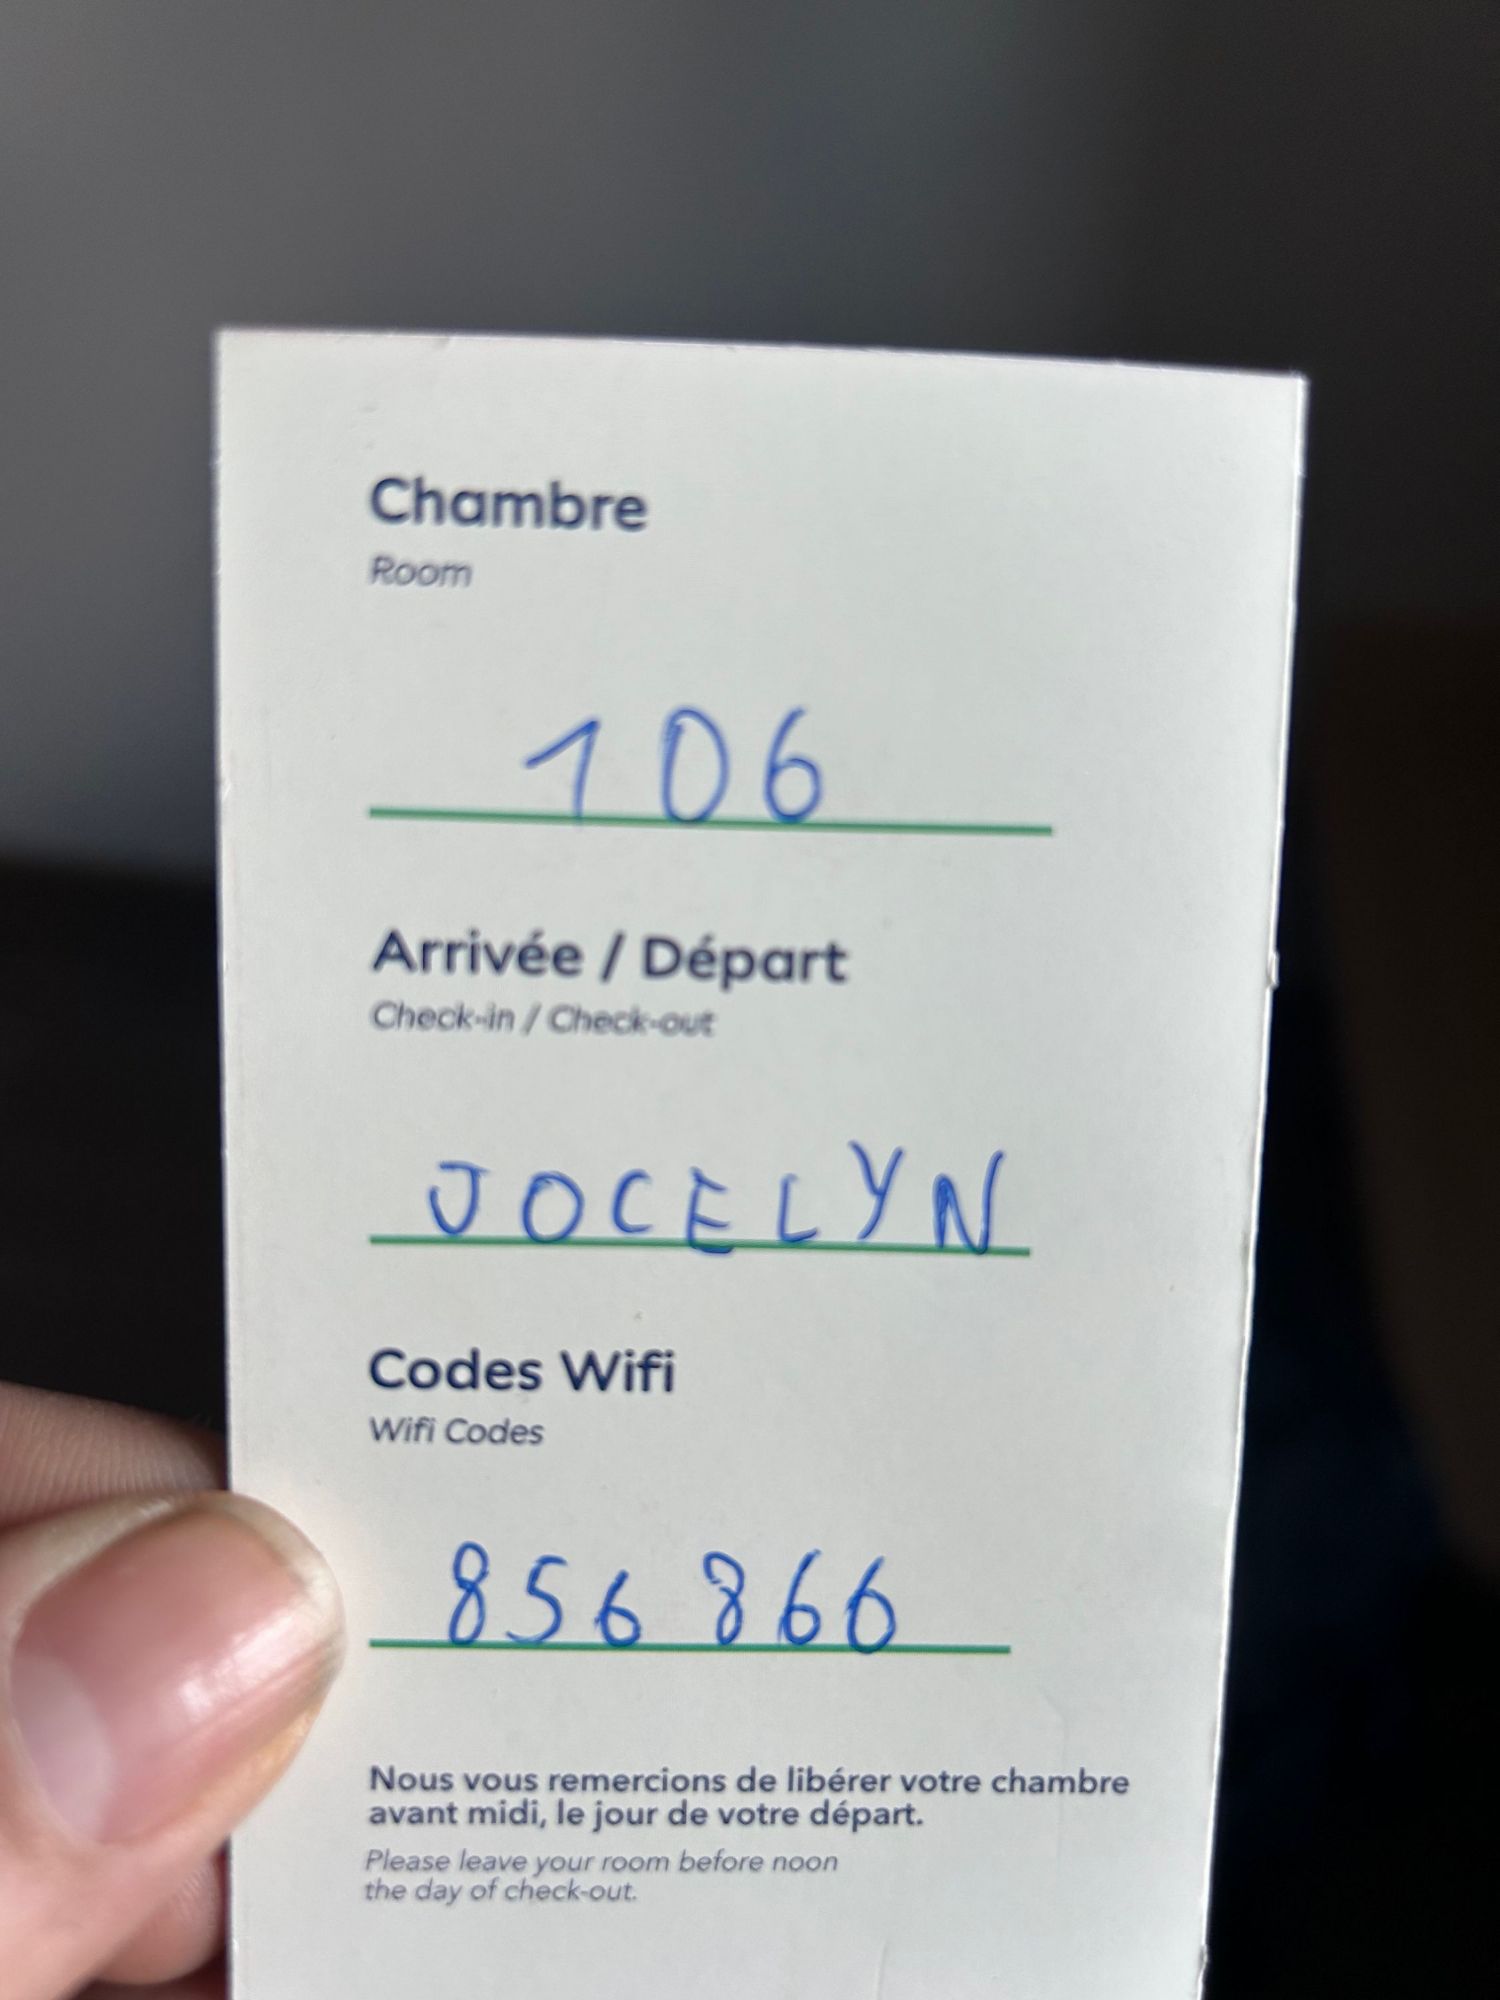 Chambre
Room
106
Arrivée / Départ
Check-in / Check-out
JOCELYN
Codes Wifi
Wifi Codes
856 866
Nous vous remercions de libérer votre chambre
avant midi, le jour de votre départ.
Please leave your room before noon
the day of check-out.